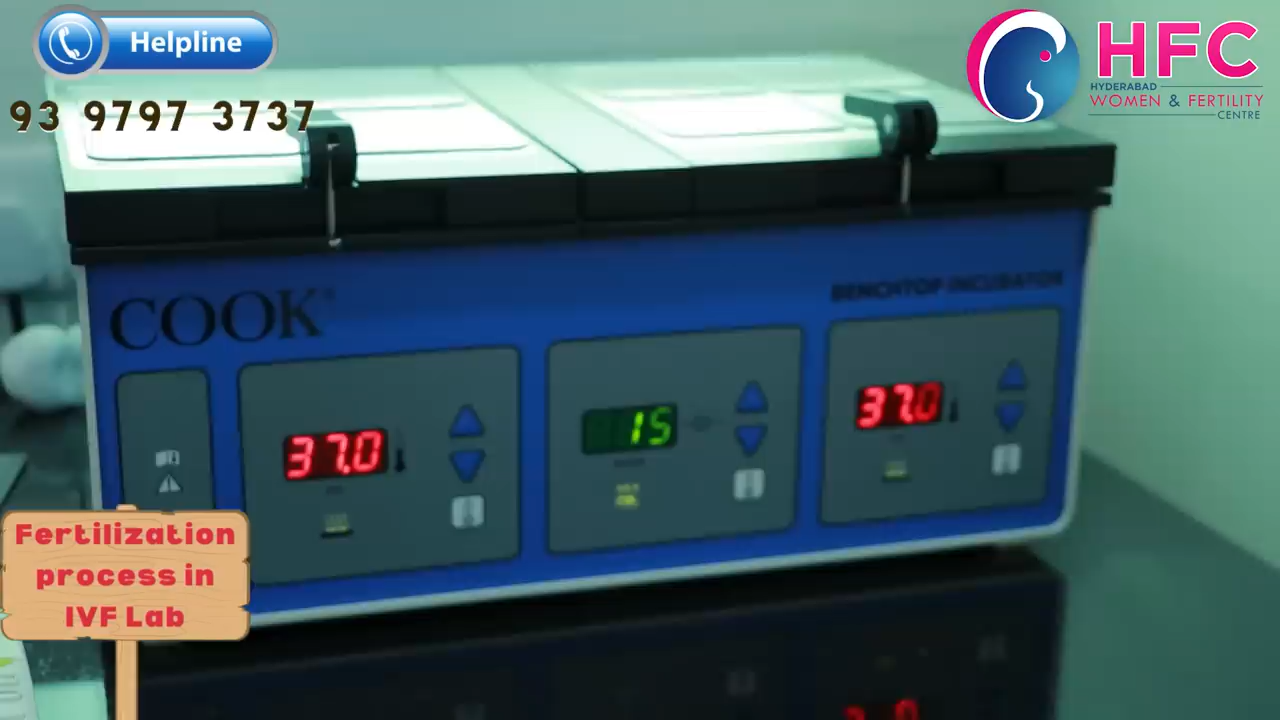 Helpline
93 9797 3737
HFC
HYDERABAD
WOMEN & FERTILITY
CENTRE
COOK
BENCHTOP INCUBATOR
37.0
15
37.0
Fertilization
process in
IVF Lab